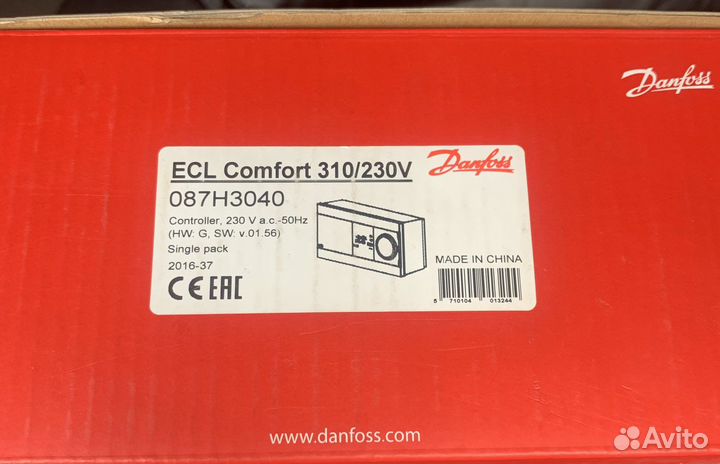 Danfoss
ECL Comfort 310/230V
Danfoss
087H3040
Controller, 230 V a.c.-50Hz
(HW: G, SW: v.01.56)
Single pack
2016-37
CE EAC
MADE IN CHINA
5 710104 013244
www.danfoss.com
Avito